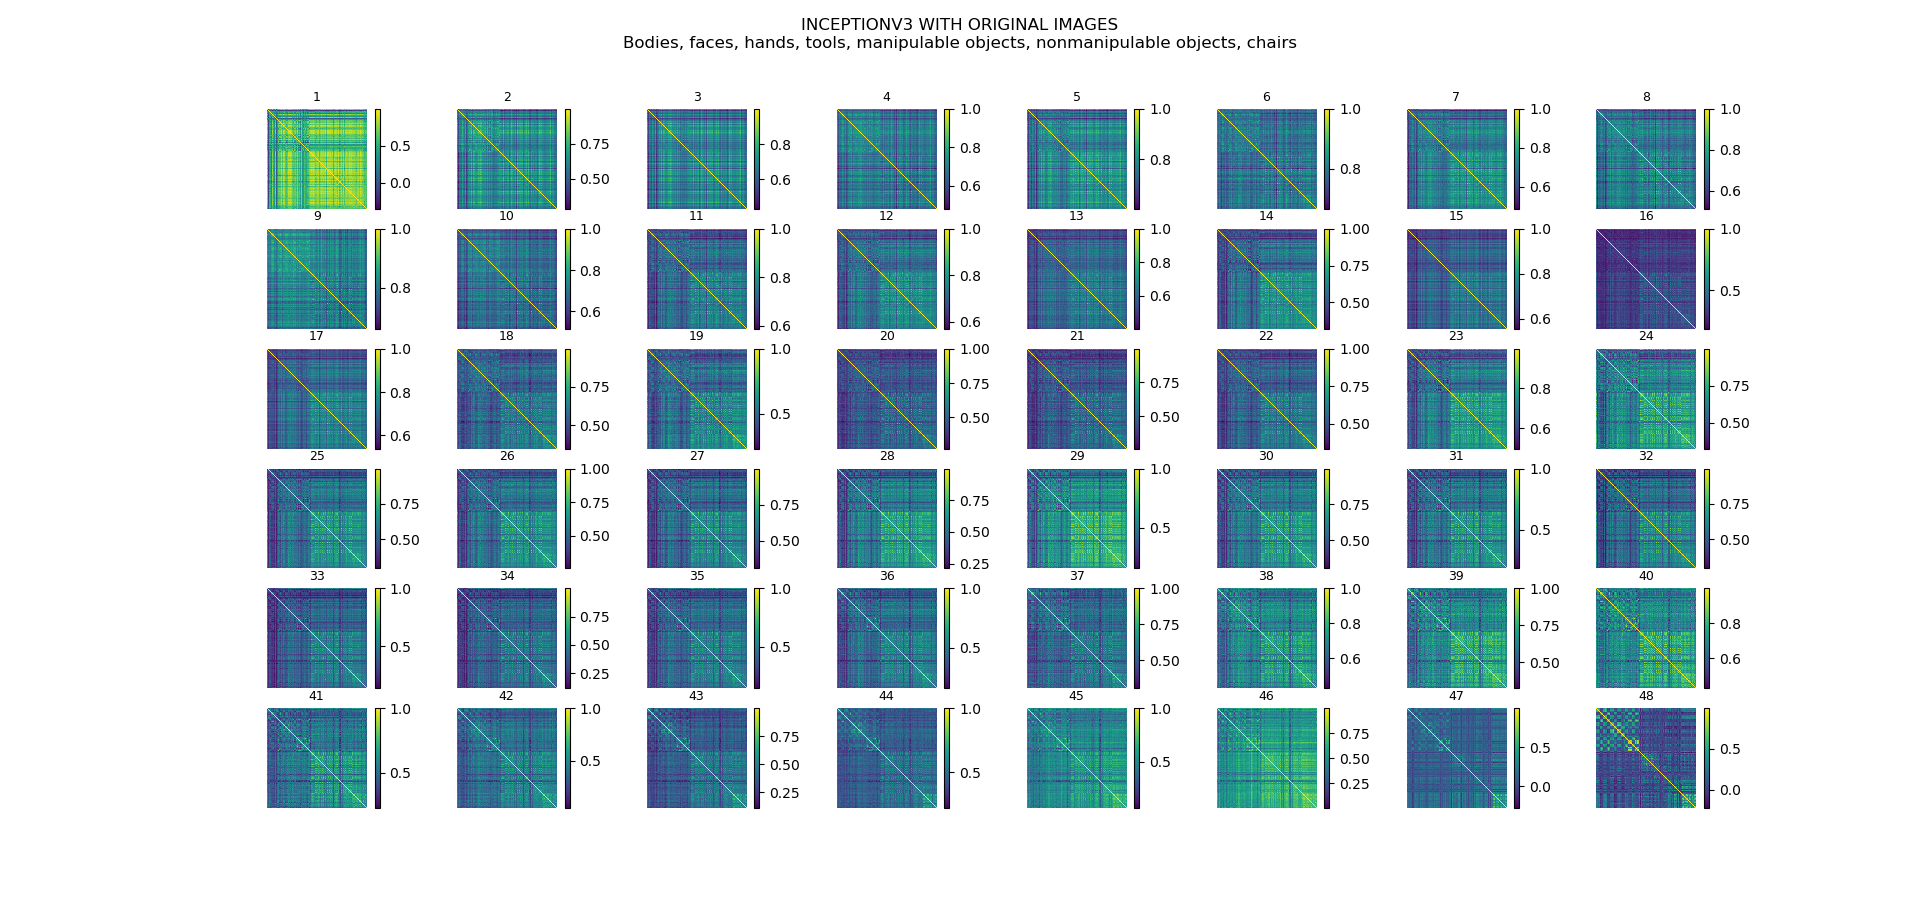 INCEPTIONV3 WITH ORIGINAL IMAGES
Bodies, faces, hands, tools, manipulable objects, nonmanipulable objects, chairs
1 2 3 4 5 6 7 8
0.5 0.75 0.8 1.0 1.0 1.0 1.0 1.0
0.0 0.50 0.6 0.8 0.8 0.8 0.8 0.8
0.6 0.6 0.6
9 10 11 12 13 14 15 16
1.0 1.0 1.0 1.0 1.0 1.00 1.0 1.0
0.8 0.8 0.8 0.8 0.8 0.75 0.8 0.5
0.6 0.6 0.6 0.6 0.50 0.6
17 18 19 20 21 22 23 24
1.0 0.75 1.0 1.00 0.75 1.00 0.8 0.75
0.8 0.50 0.5 0.75 0.50 0.75 0.6 0.50
0.6 0.50 0.50
25 26 27 28 29 30 31 32
0.75 1.00 0.75 0.75 1.0 0.75 1.0 0.75
0.50 0.75 0.50 0.50 0.5 0.50 0.5 0.50
0.50 0.25
33 34 35 36 37 38 39 40
1.0 0.75 1.0 1.0 1.00 1.0 1.00 0.8
0.5 0.50 0.5 0.5 0.75 0.8 0.75 0.6
0.25 0.50 0.6 0.50
41 42 43 44 45 46 47 48
1.0 1.0 0.75 1.0 1.0 0.75 0.5 0.5
0.5 0.5 0.50 0.5 0.5 0.50 0.0 0.0
0.25 0.25